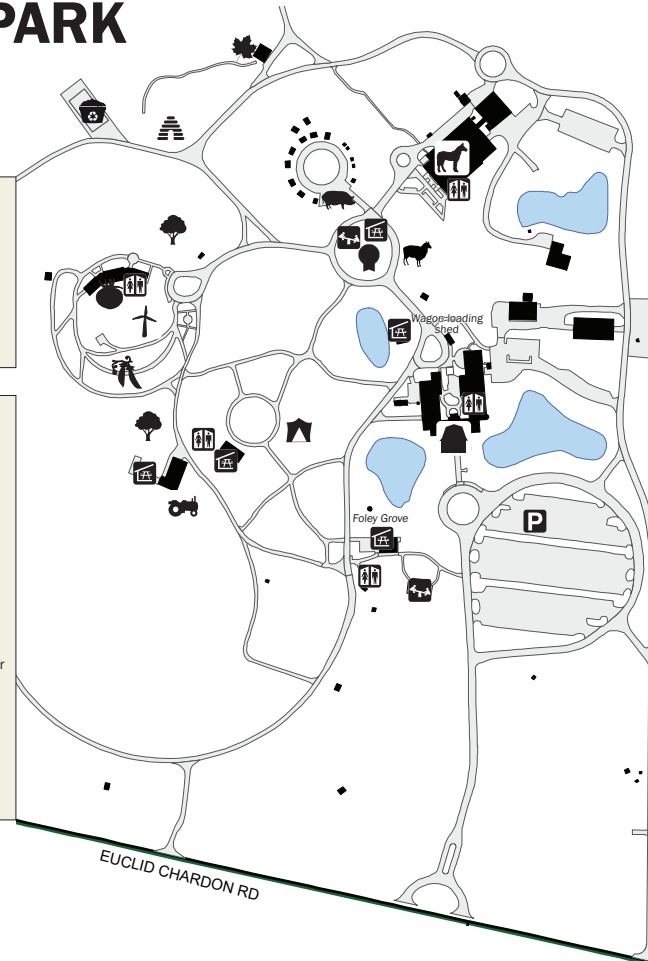 PARK
Wagon loading
shed
P
Foley Grove
r
EUCLID CHARDON RD